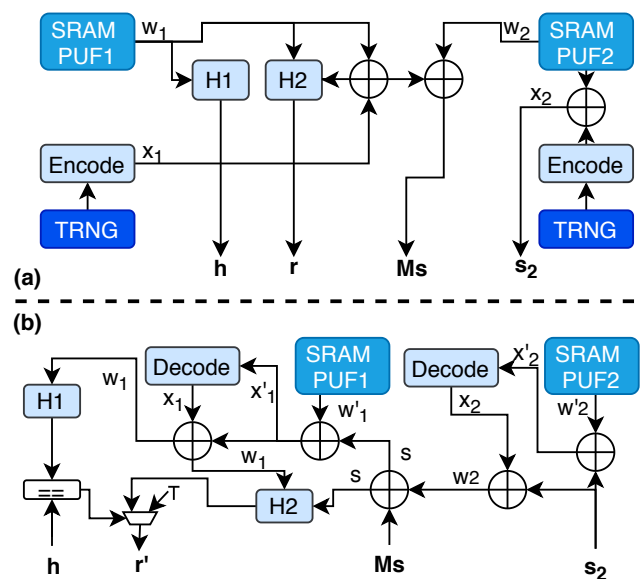 SRAM
PUF1
w1
H1
H2
w2
SRAM
PUF2
x2
Encode
x1
Encode
TRNG
TRNG
h
r
Ms
s2
(a)
(b)
SRAM
PUF1
SRAM
PUF2
Decode
Decode
x'2
w1
H1
x1
x'1
w'1
x2
w'2
w1
s
s
w2
H2
==
T
h
r'
Ms
s2